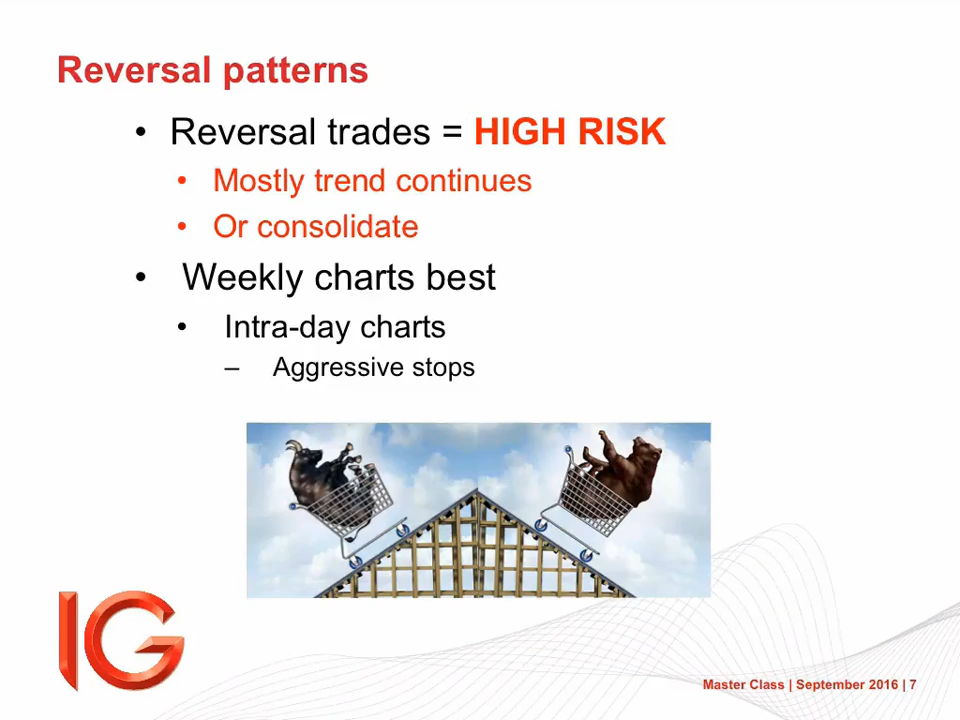 Reversal patterns
• Reversal trades = HIGH RISK
• Mostly trend continues
• Or consolidate
• Weekly charts best
• Intra-day charts
– Aggressive stops
IG
Master Class | September 2016 | 7